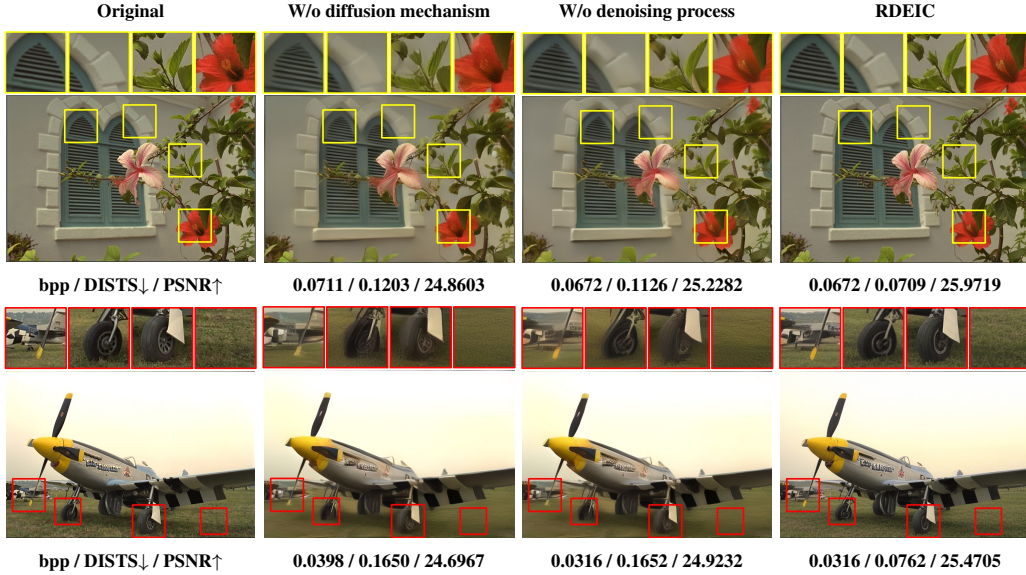 Original W/o diffusion mechanism W/o denoising process RDEIC
bpp / DISTS↓ / PSNR↑ 0.0711 / 0.1203 / 24.8603 0.0672 / 0.1126 / 25.2282 0.0672 / 0.0709 / 25.9719
bpp / DISTS↓ / PSNR↑ 0.0398 / 0.1650 / 24.6967 0.0316 / 0.1652 / 24.9232 0.0316 / 0.0762 / 25.4705